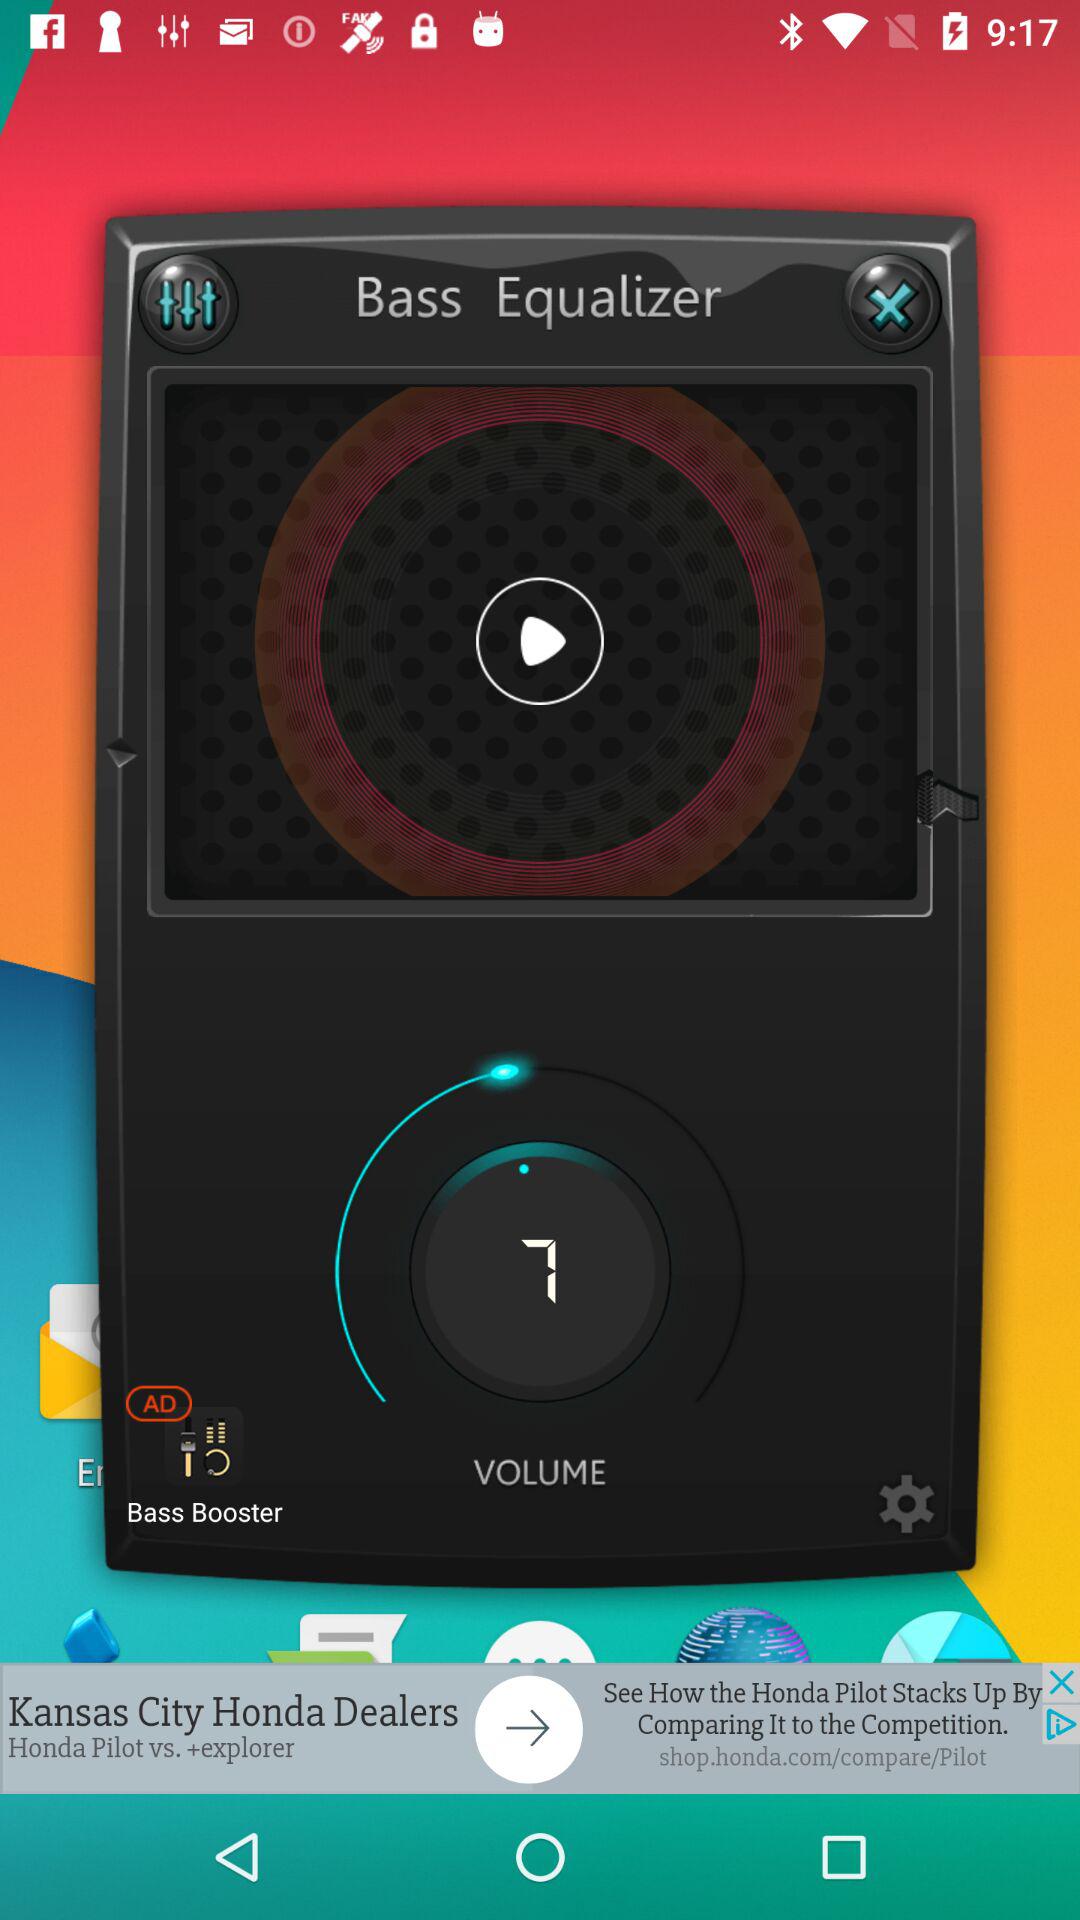 FAKE
9:17
Bass Equalizer
7
AD
VOLUME
Bass Booster
Kansas City Honda Dealers
Honda Pilot vs. +explorer
See How the Honda Pilot Stacks Up By
Comparing It to the Competition.
shop.honda.com/compare/Pilot